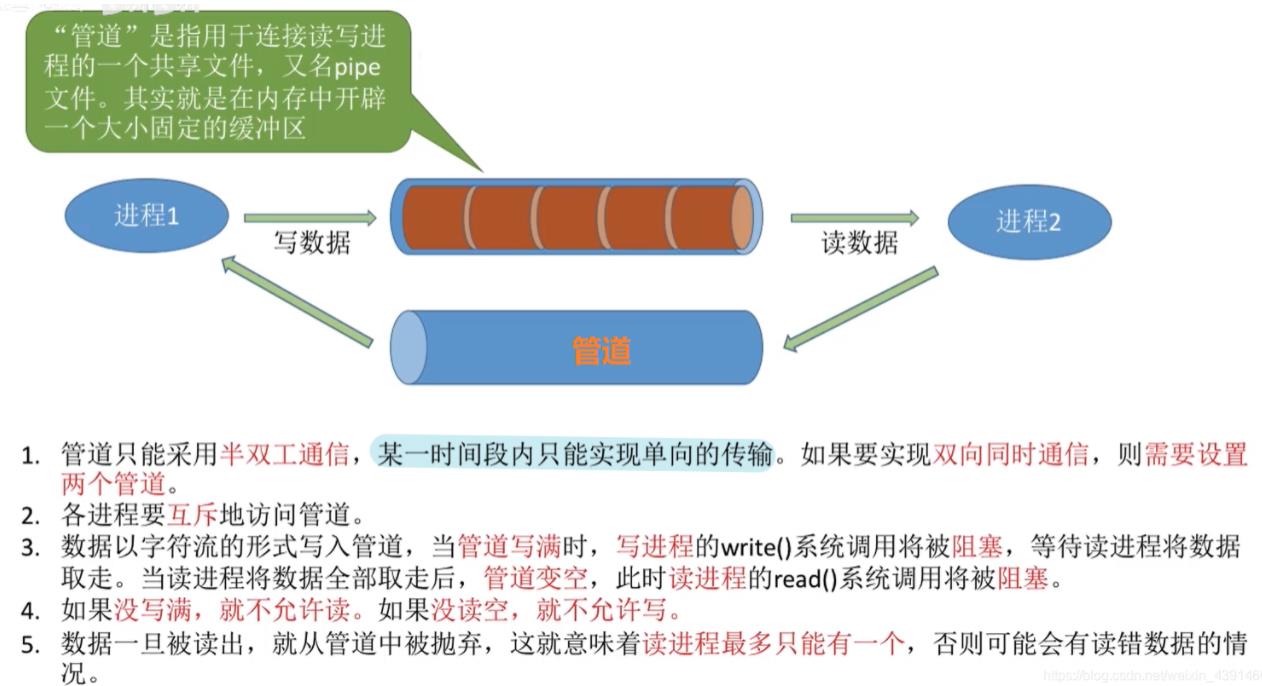 “管道”是指用于连接读写进
程的一个共享文件，又名pipe
文件。其实就是在内存中开辟
一个大小固定的缓冲区
进程1
写数据
读数据
进程2
管道
1. 管道只能采用半双工通信，某一时间段内只能实现单向的传输。如果要实现双向同时通信，则需要设置
两个管道。
2. 各进程要互斥地访问管道。
3. 数据以字符流的形式写入管道，当管道写满时，写进程的write()系统调用将被阻塞，等待读进程将数据
取走。当读进程将数据全部取走后，管道变空，此时读进程的read()系统调用将被阻塞。
4. 如果没写满，就不允许读。如果没读空，就不允许写。
5. 数据一旦被读出，就从管道中被抛弃，这就意味着读进程最多只能有一个，否则可能会有读错数据的情
况。